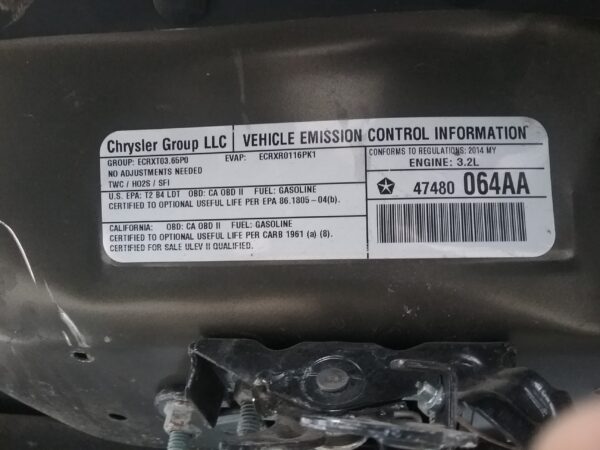 Chrysler Group LLC VEHICLE EMISSION CONTROL INFORMATION
GROUP: ECRXT03.65P0 EVAP: ECRXR0116PK1
NO ADJUSTMENTS NEEDED
TWC / HO2S / SFI
U.S. EPA: T2 B4 LDT OBD: CA OBD II FUEL: GASOLINE
CERTIFIED TO OPTIONAL USEFUL LIFE PER EPA 86.1805-04(b).
CALIFORNIA: OBD: CA OBD II FUEL: GASOLINE
CERTIFIED TO OPTIONAL USEFUL LIFE PER CARB 1961 (a) (8).
CERTIFIED FOR SALE ULEV II QUALIFIED.
CONFORMS TO REGULATIONS: 2014 MY
ENGINE: 3.2L
47480 064AA